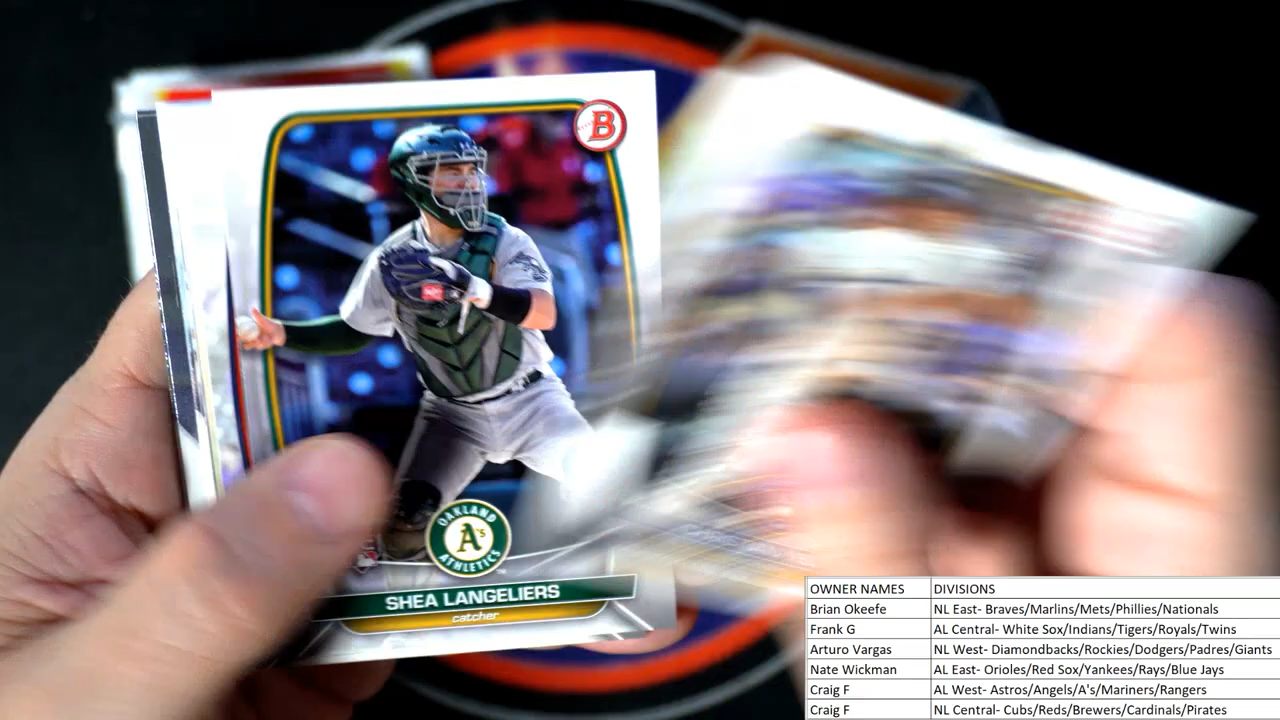 B
OAKLAND
A's
ATHLETICS
SHEA LANGELIERS
catcher
OWNER NAMES DIVISIONS
Brian Okeefe NL East- Braves/Marlins/Mets/Phillies/Nationals
Frank G AL Central- White Sox/Indians/Tigers/Royals/Twins
Arturo Vargas NL West- Diamondbacks/Rockies/Dodgers/Padres/Giants
Nate Wickman AL East- Orioles/Red Sox/Yankees/Rays/Blue Jays
Craig F AL West- Astros/Angels/A's/Mariners/Rangers
Craig F NL Central- Cubs/Reds/Brewers/Cardinals/Pirates